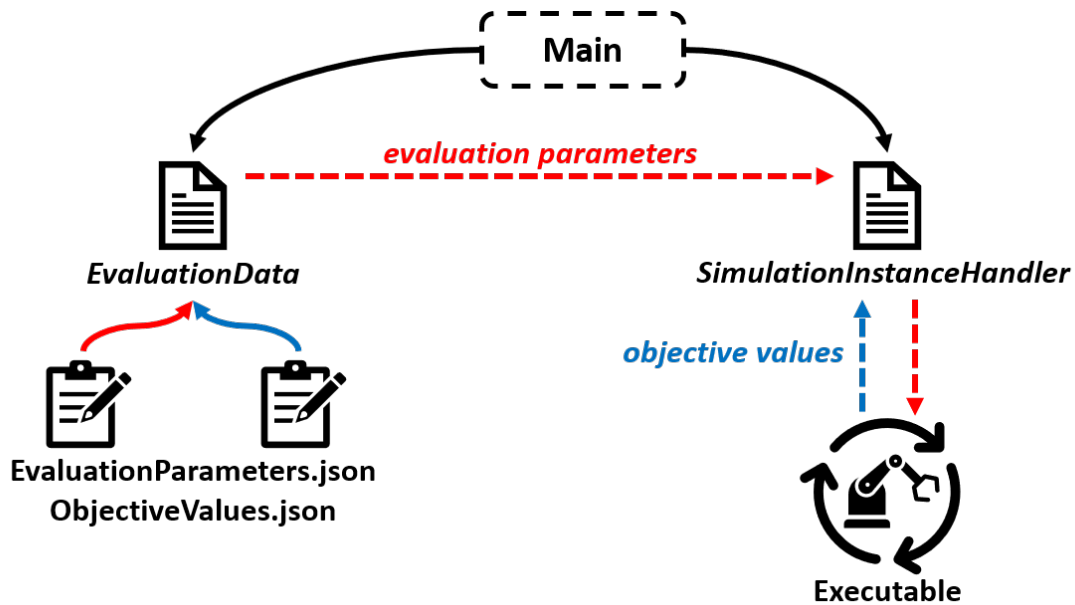 Main
evaluation parameters
EvaluationData
SimulationInstanceHandler
objective values
EvaluationParameters.json
ObjectiveValues.json
Executable